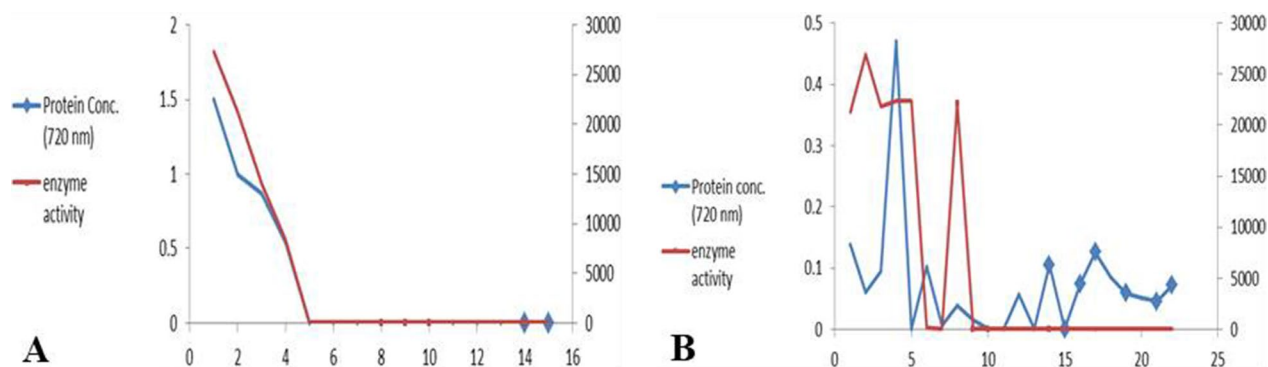 2
1.5
1
0.5
0
30000
25000
20000
15000
10000
5000
0
0 2 4 6 8 10 12 14 16
Protein Conc.
(720 nm)
enzyme
activity
A
0.5
0.4
0.3
0.2
0.1
0
30000
25000
20000
15000
10000
5000
0
0 5 10 15 20 25
Protein conc.
(720 nm)
enzyme
activity
B